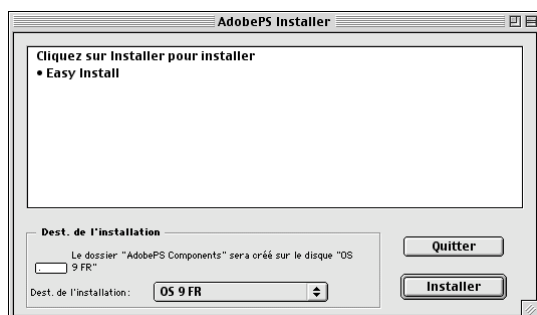 AdobePS Installer
Cliquez sur Installer pour installer
• Easy Install
Dest. de l'installation
Le dossier "AdobePS Components" sera créé sur le disque "OS
9 FR"
Dest. de l'installation: OS 9 FR
Quitter
Installer